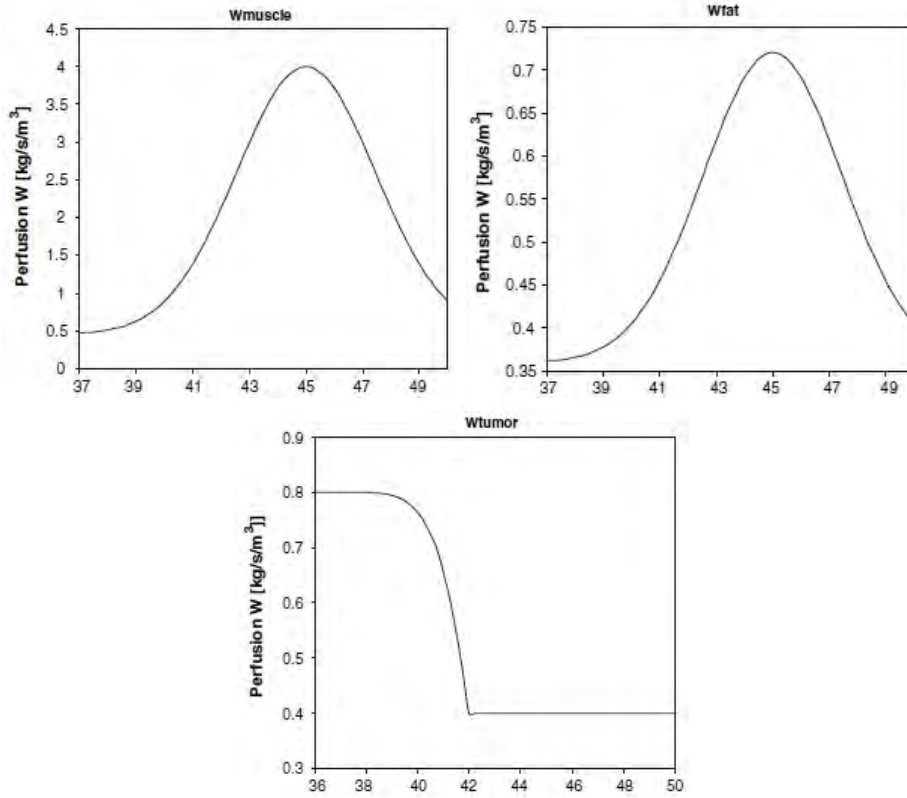 Wmuscle
Perfusion W [kg/s/m³]
4.5
4
3.5
3
2.5
2
1.5
1
0.5
0
37 39 41 43 45 47 49
Wfat
Perfusion W [kg/s/m³]
0.75
0.7
0.65
0.6
0.55
0.5
0.45
0.4
0.35
37 39 41 43 45 47 49
Wtumor
Perfusion W [kg/s/m³]]
0.9
0.8
0.7
0.6
0.5
0.4
0.3
36 38 40 42 44 46 48 50